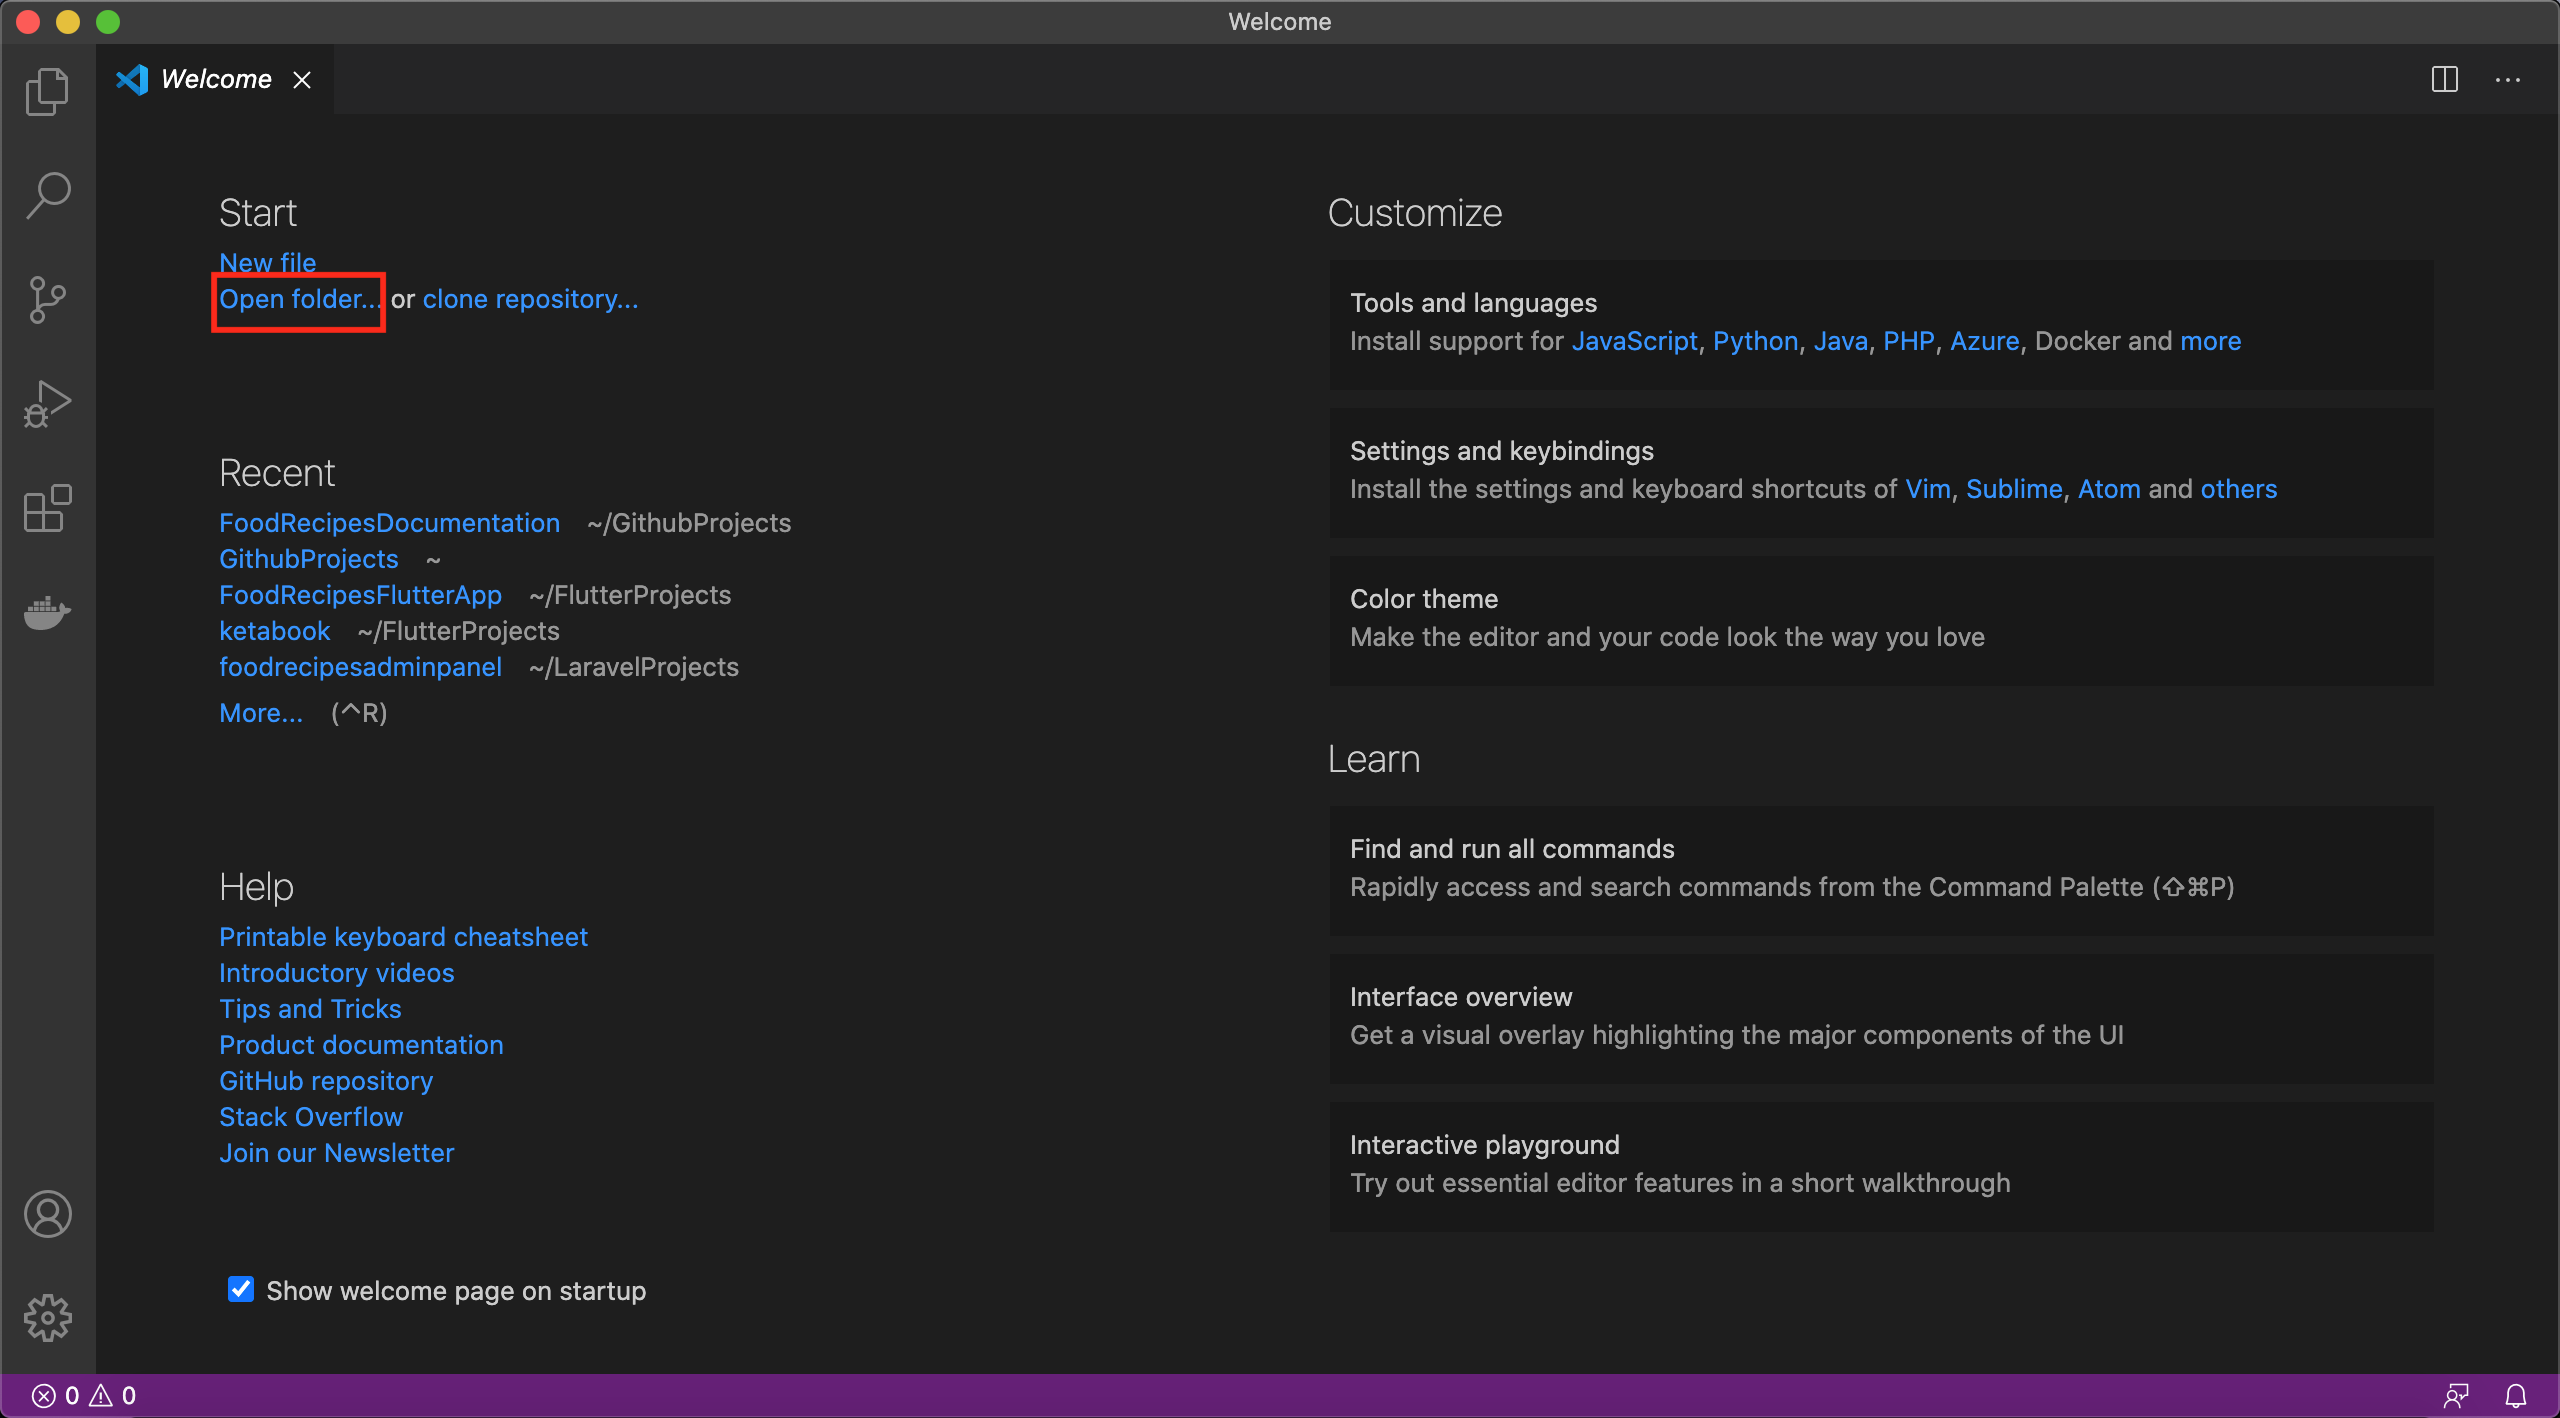 Welcome
Welcome
Start
New file
Open folder... or clone repository...
Recent
FoodRecipesDocumentation ~/GithubProjects
GithubProjects ~
FoodRecipesFlutterApp ~/FlutterProjects
ketabook ~/FlutterProjects
foodrecipesadminpanel ~/LaravelProjects
More... (^R)
Help
Printable keyboard cheatsheet
Introductory videos
Tips and Tricks
Product documentation
GitHub repository
Stack Overflow
Join our Newsletter
Show welcome page on startup
Customize
Tools and languages
Install support for JavaScript, Python, Java, PHP, Azure, Docker and more
Settings and keybindings
Install the settings and keyboard shortcuts of Vim, Sublime, Atom and others
Color theme
Make the editor and your code look the way you love
Learn
Find and run all commands
Rapidly access and search commands from the Command Palette (⇧⌘P)
Interface overview
Get a visual overlay highlighting the major components of the UI
Interactive playground
Try out essential editor features in a short walkthrough
0 0